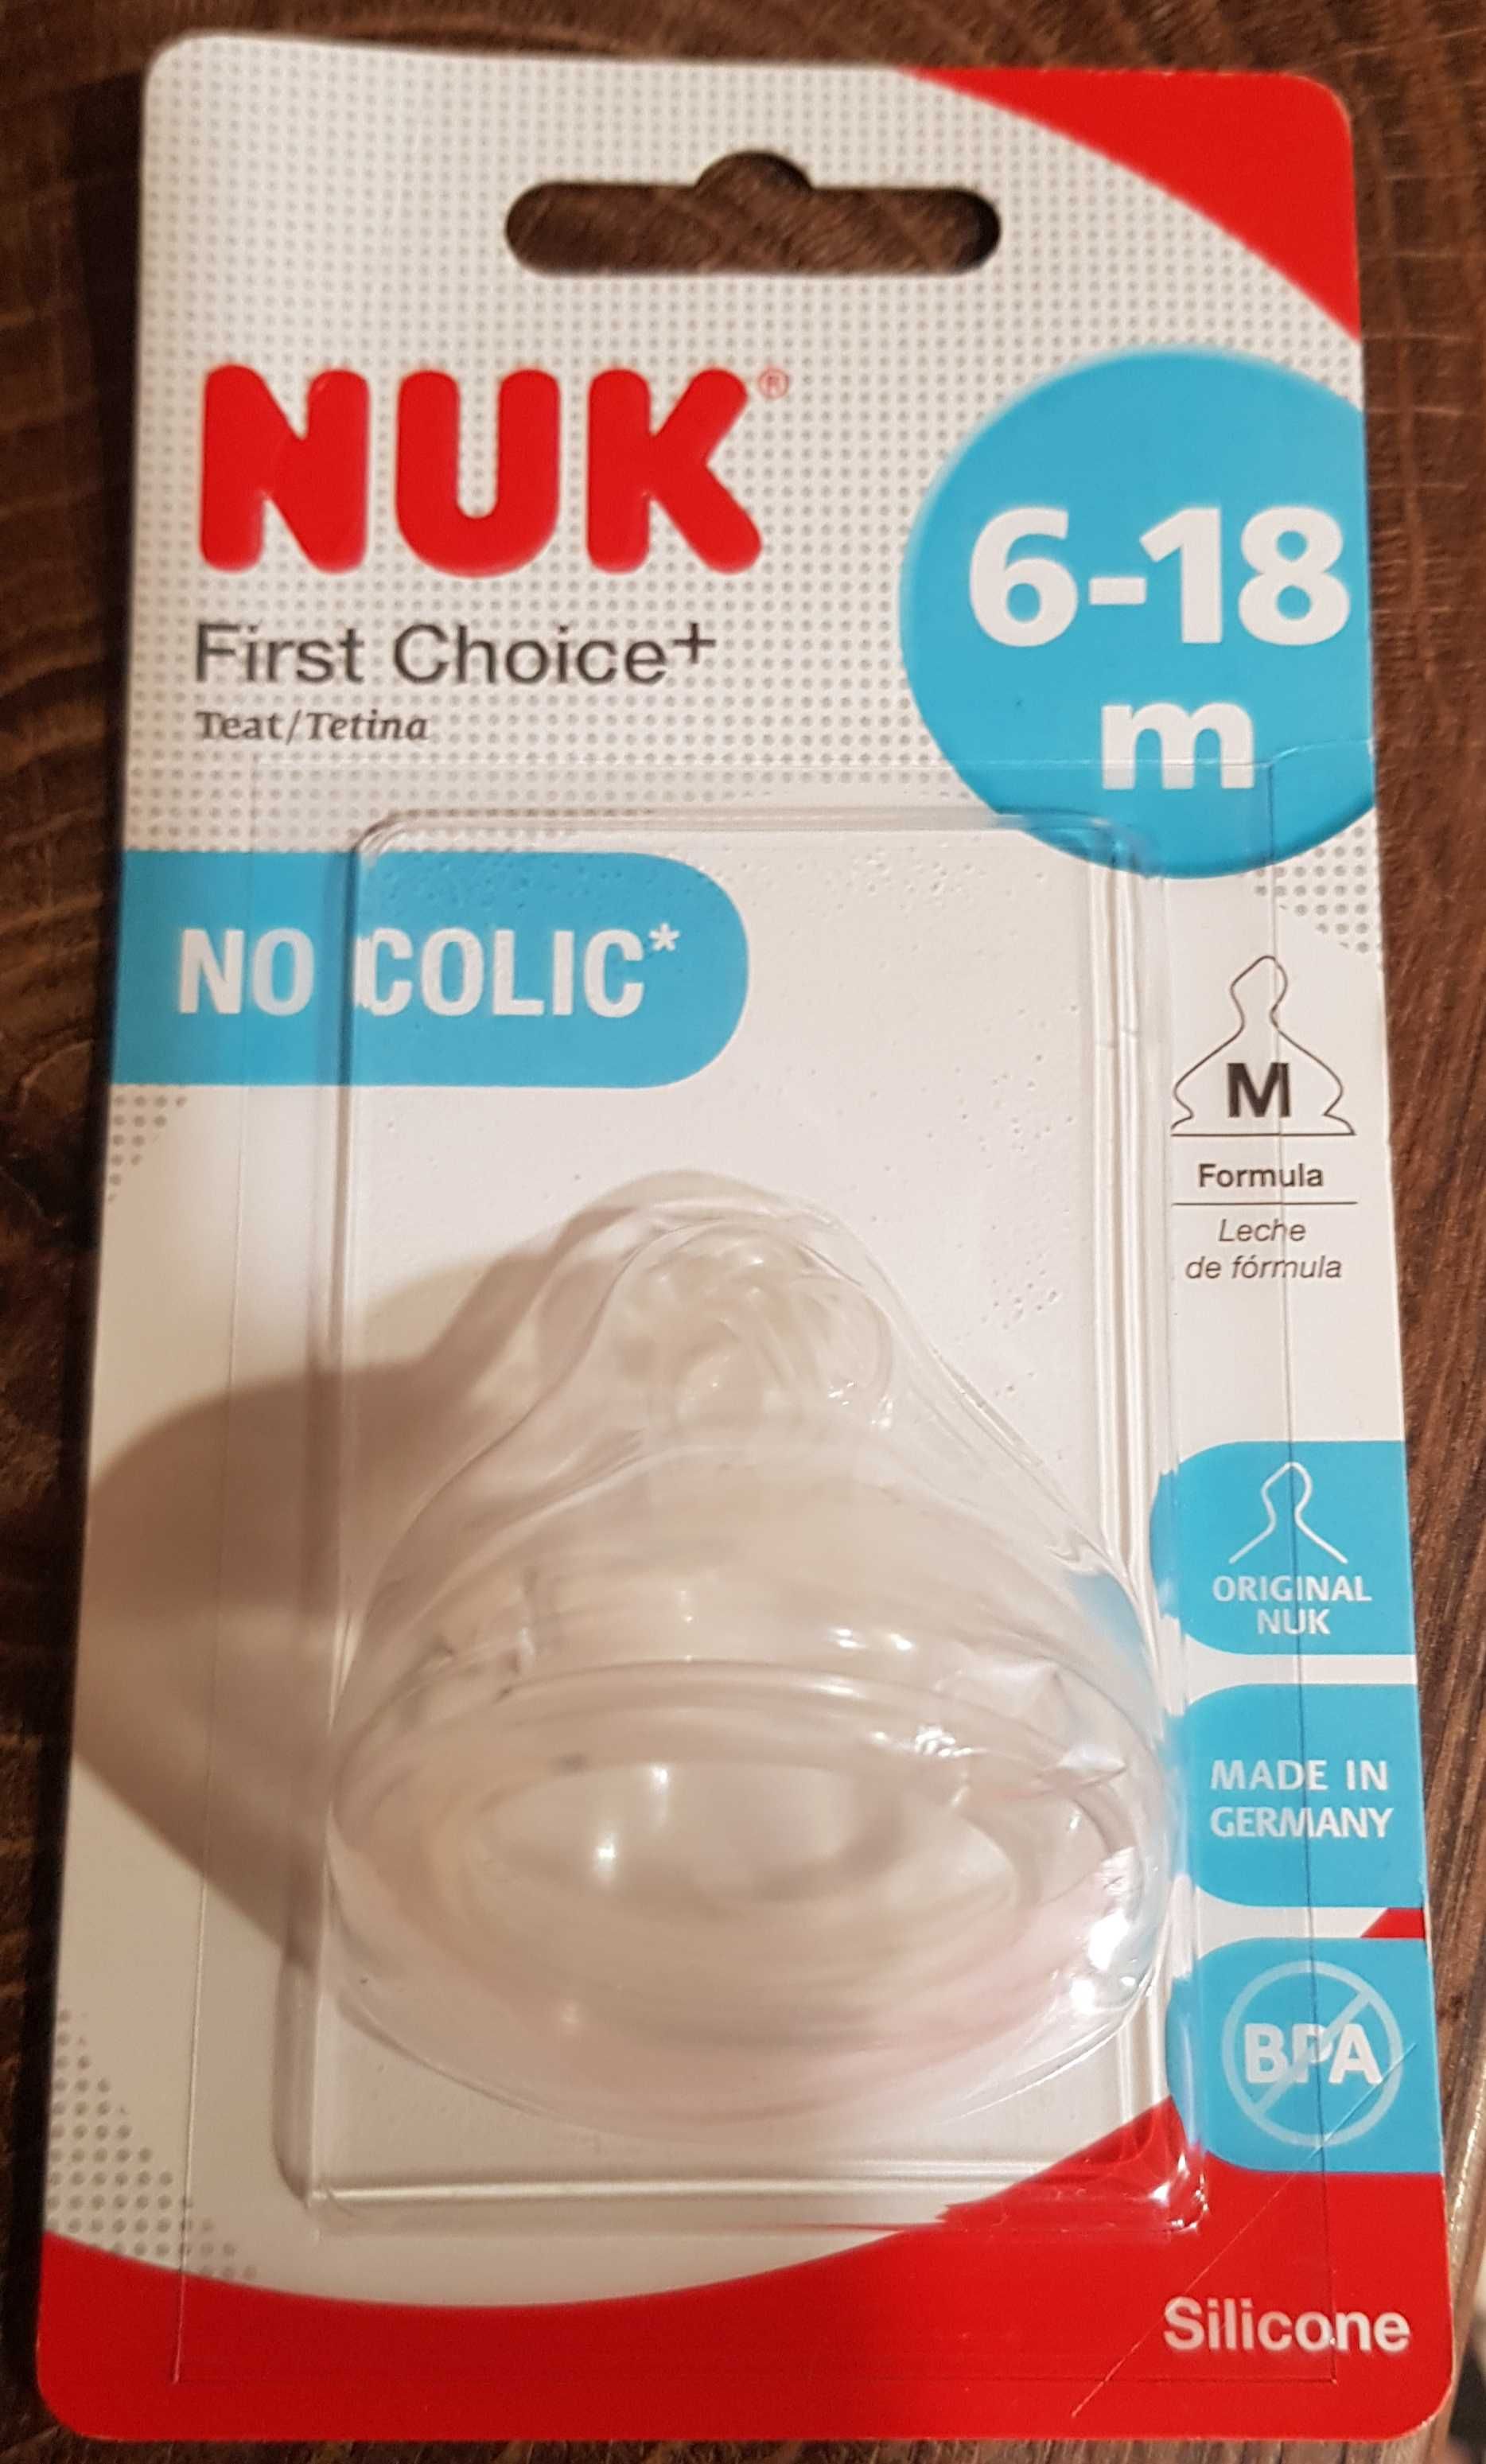 NUK®
First Choice+
Teat/Tetina
6-18
m
NO COLIC*
M
Formula
Leche
de fórmula
ORIGINAL
NUK
MADE IN
GERMANY
BPA
Silicone